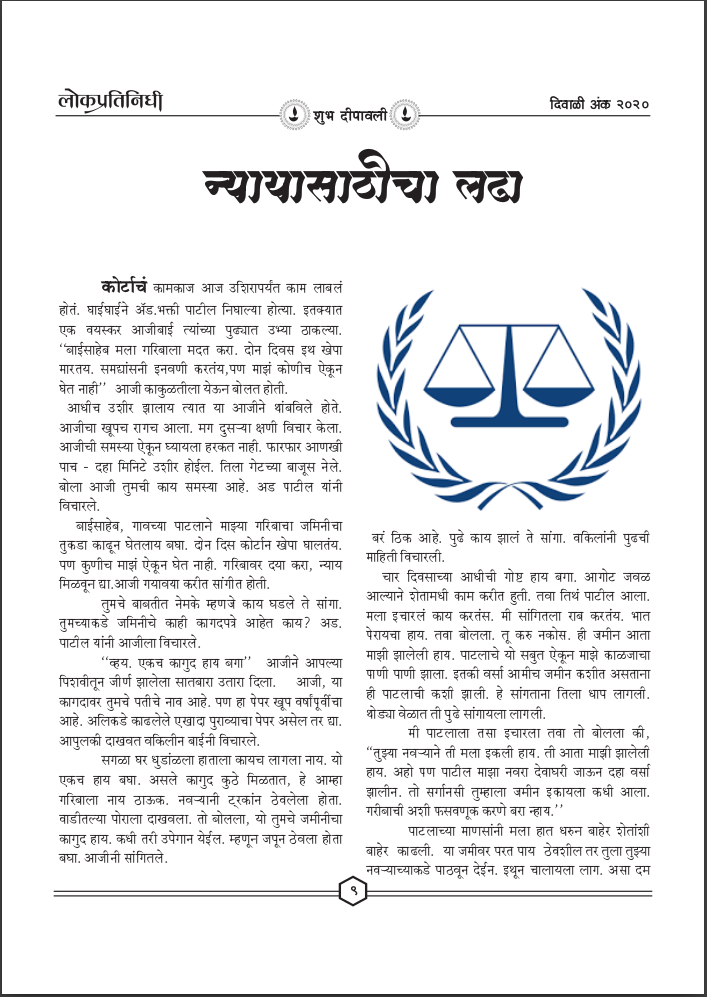 लोकप्रतिनिधी
शुभ दीपावली
दिवाळी अंक २०२०
न्यायासाठीचा लढा
कोर्टाचं कामकाज आज उशिरापर्यंत काम लाबलं
होतं. घाईघाईने अॅड.भक्ती पाटील निघाल्या होत्या. इतक्यात
एक वयस्कर आजीबाई त्यांच्या पुढ्यात उभ्या ठाकल्या.
‘‘बाईसाहेब मला गरिबाला मदत करा. दोन दिवस इथ खेपा
मारतय. समद्यांसनी इनवणी करतंय,पण माझं कोणीच ऐकून
घेत नाही’’ आजी काकुळतीला येऊन बोलत होती.
आधीच उशीर झालाय त्यात या आजीने थांबविले होते.
आजीचा खूपच रागच आला. मग दुसऱ्या क्षणी विचार केला.
आजीची समस्या ऐकून घ्यायला हरकत नाही. फारफार आणखी
पाच - दहा मिनिटे उशीर होईल. तिला गेटच्या बाजूस नेले.
बोला आजी तुमची काय समस्या आहे. अड पाटील यांनी
विचारले.
बाईसाहेब, गावच्या पाटलाने माझ्या गरिबाचा जमिनीचा
तुकडा काढून घेतलाय बघा. दोन दिस कोर्टान खेपा घालतंय.
पण कुणीच माझं ऐकून घेत नाही. गरिबावर दया करा, न्याय
मिळवून द्या.आजी गयावया करीत सांगीत होती.
तुमचे बाबतीत नेमके म्हणजे काय घडले ते सांगा.
तुमच्याकडे जमिनीचे काही कागदपत्रे आहेत काय? अड.
पाटील यांनी आजीला विचारले.
‘‘व्हय. एकच कागुद हाय बगा’’ आजीने आपल्या
पिशवीतून जीर्ण झालेला सातबारा उतारा दिला. आजी, या
कागदावर तुमचे पतीचे नाव आहे. पण हा पेपर खूप वर्षांपूर्वीचा
आहे. अलिकडे काढलेले एखादा पुराव्याचा पेपर असेल तर द्या.
आपुलकी दाखवत वकिलीन बाईनी विचारले.
सगळा घर धुडांळला हाताला कायच लागला नाय. यो
एकच हाय बघा. असले कागुद कुठे मिळतात, हे आम्हा
गरिबाला नाय ठाऊक. नवऱ्यानी ट्रकांन ठेवलेला होता.
वाडीतल्या पोराला दाखवला. तो बोलला, यो तुमचे जमीनीचा
कागुद हाय. कधी तरी उपेगान येईल. म्हणून जपून ठेवला होता
बघा. आजीनी सांगितले.
बरं ठिक आहे. पुढे काय झालं ते सांगा. वकिलांनी पुढची
माहिती विचारली.
चार दिवसाच्या आधीची गोष्ट हाय बगा. आगोट जवळ
आल्याने शेतामधी काम करीत हुती. तवा तिथं पाटील आला.
मला इचारलं काय करतंस. मी सांगितला राब करतंय. भात
पेरायचा हाय. तवा बोलला. तू करु नकोस. ही जमीन आता
माझी झालेली हाय. पाटलाचे यो सबुत ऐकून माझे काळजाचा
पाणी पाणी झाला. इतकी वर्सा आमीच जमीन कशीत असताना
ही पाटलाची कशी झाली. हे सांगताना तिला धाप लागली.
थोड्या वेळात ती पुढे सांगायला लागली.
मी पाटलाला तसा इचारला तवा तो बोलला की,
‘‘तुझ्या नवऱ्याने ती मला इकली हाय. ती आता माझी झालेली
हाय. अहो पण पाटील माझा नवरा देवाघरी जाऊन दहा वर्सा
झालीन. तो सर्गानसी तुम्हाला जमीन इकायला कधी आला.
गरीबाची अशी फसवणूक करणे बरा न्हाय.’’
पाटलाच्या माणसांनी मला हात धरुन बाहेर शेतांशी
बाहेर काढली. या जमीवर परत पाय ठेवशील तर तुला तुझ्या
नवऱ्याच्याकडे पाठवून देईन. इथून चालायला लाग. असा दम
९